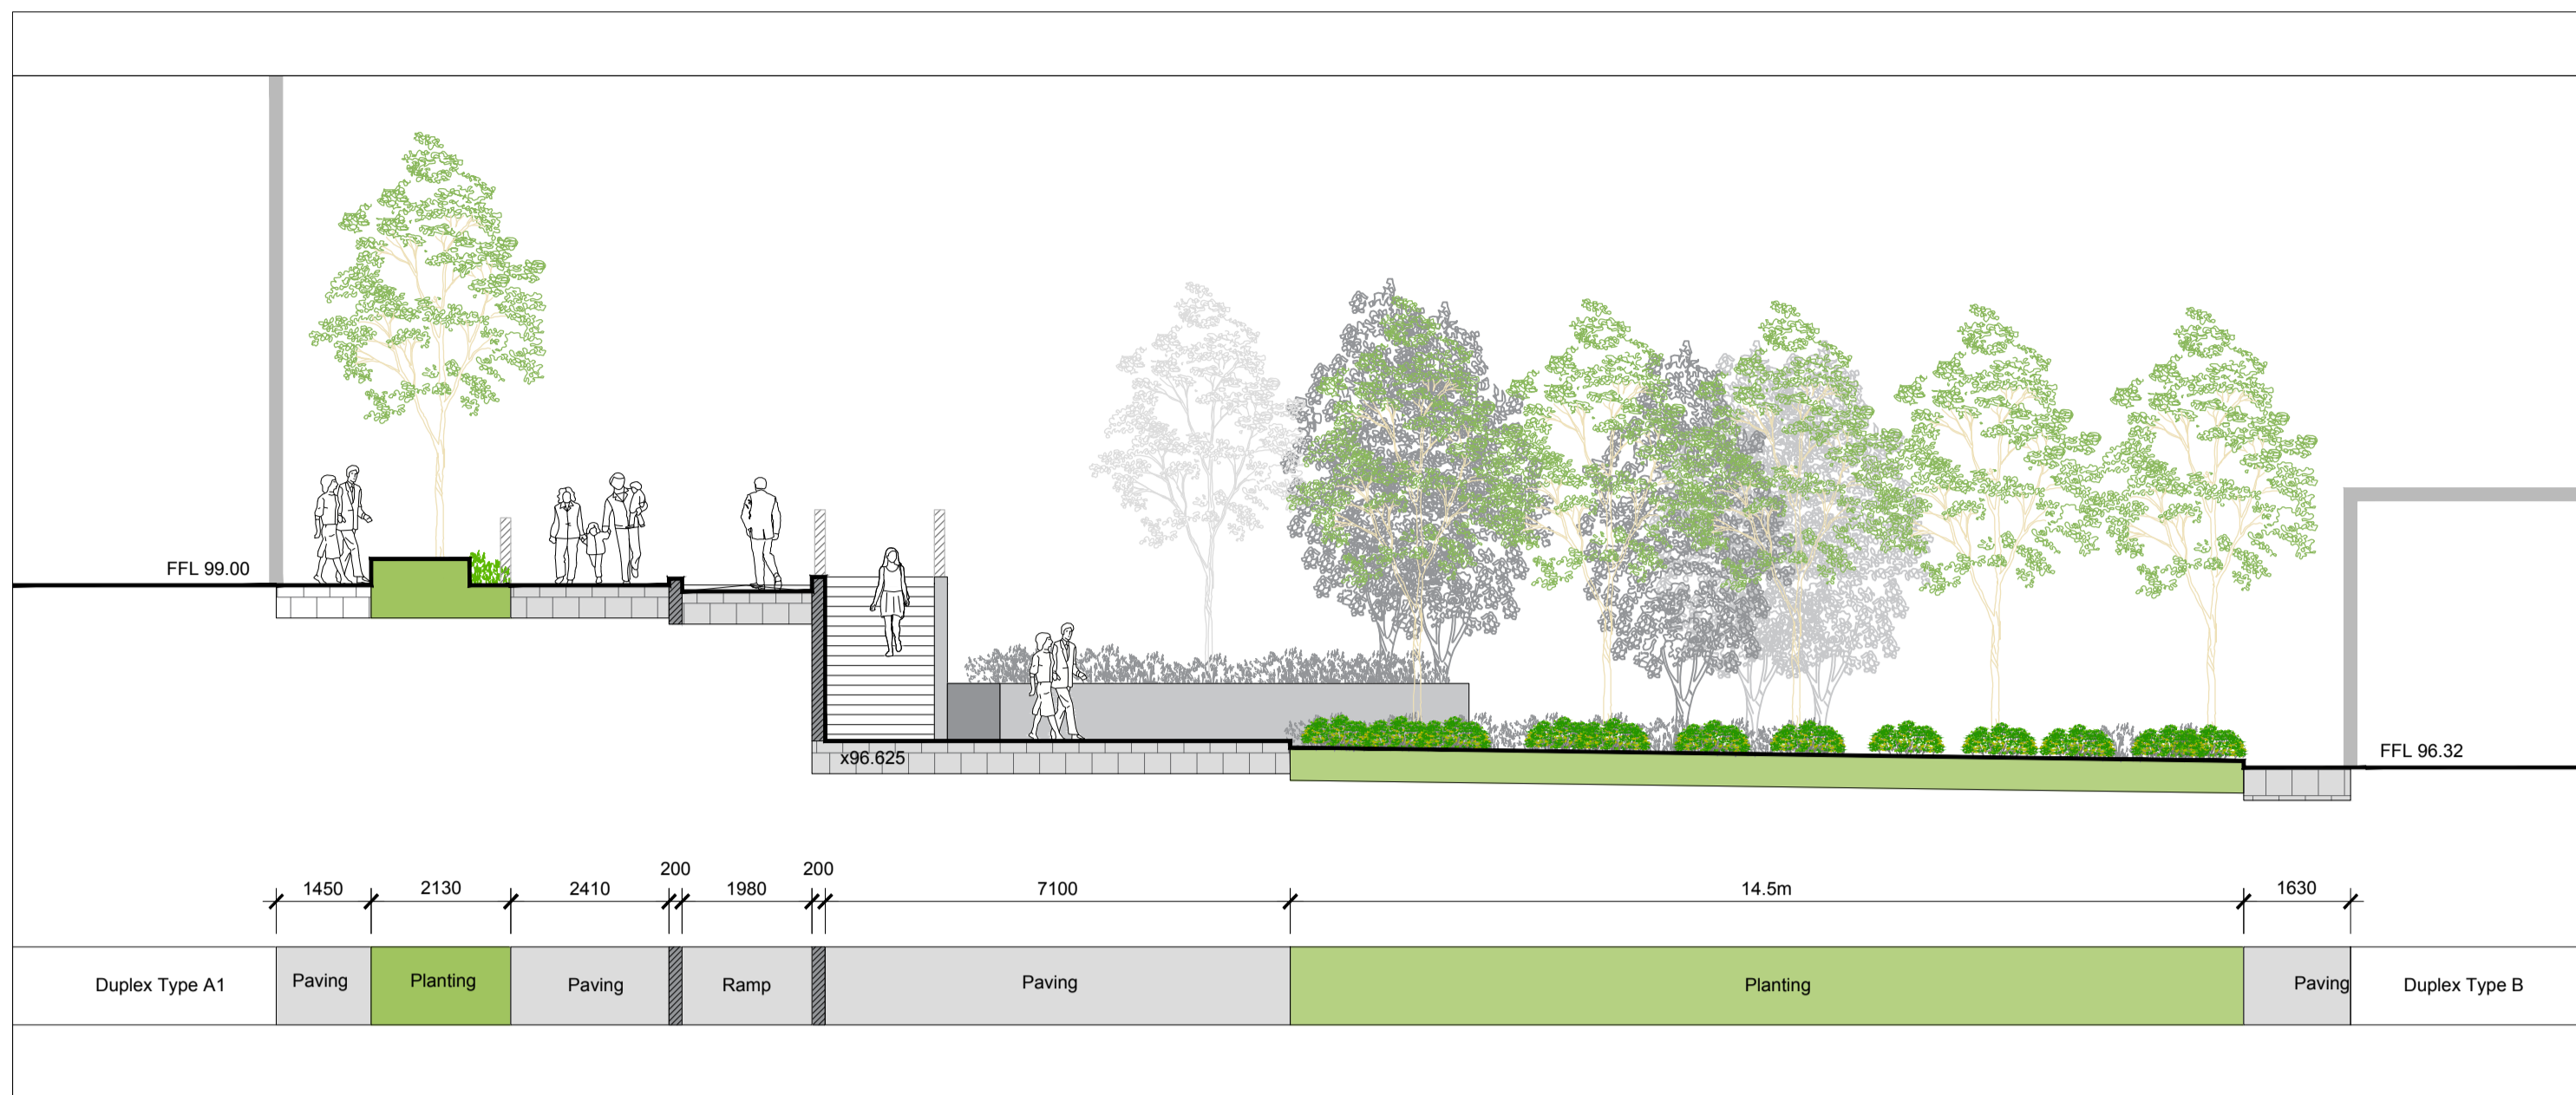 FFL 99.00
FFL 96.32
x96.625
200 200
1450 2130 2410 1980 7100 14.5m 1630
Duplex Type A1 Paving Planting Paving Ramp Paving Planting Paving Duplex Type B